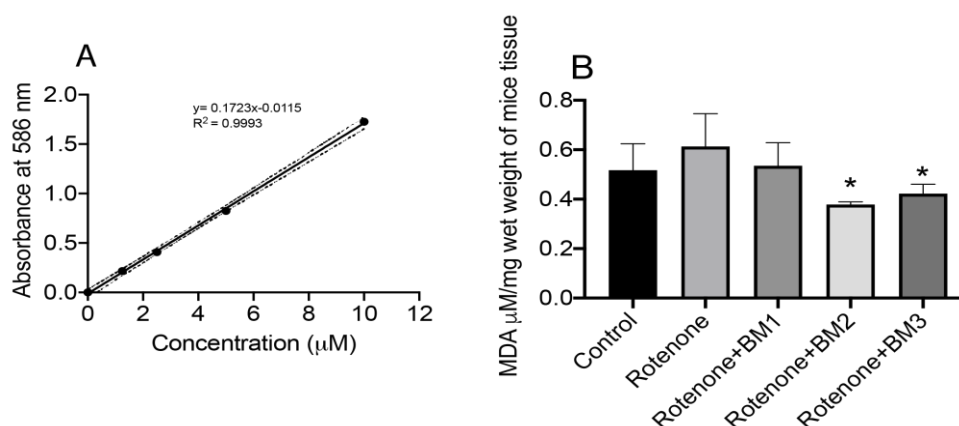 A
y= 0.1723x-0.0115
R² = 0.9993
Absorbance at 586 nm
2.0
1.5
1.0
0.5
0.0
0 2 4 6 8 10 12
Concentration (μM)
B
MDA μM/mg wet weight of mice tissue
0.8
0.6
0.4
0.2
0.0
* *
Control
Rotenone
Rotenone+BM1
Rotenone+BM2
Rotenone+BM3